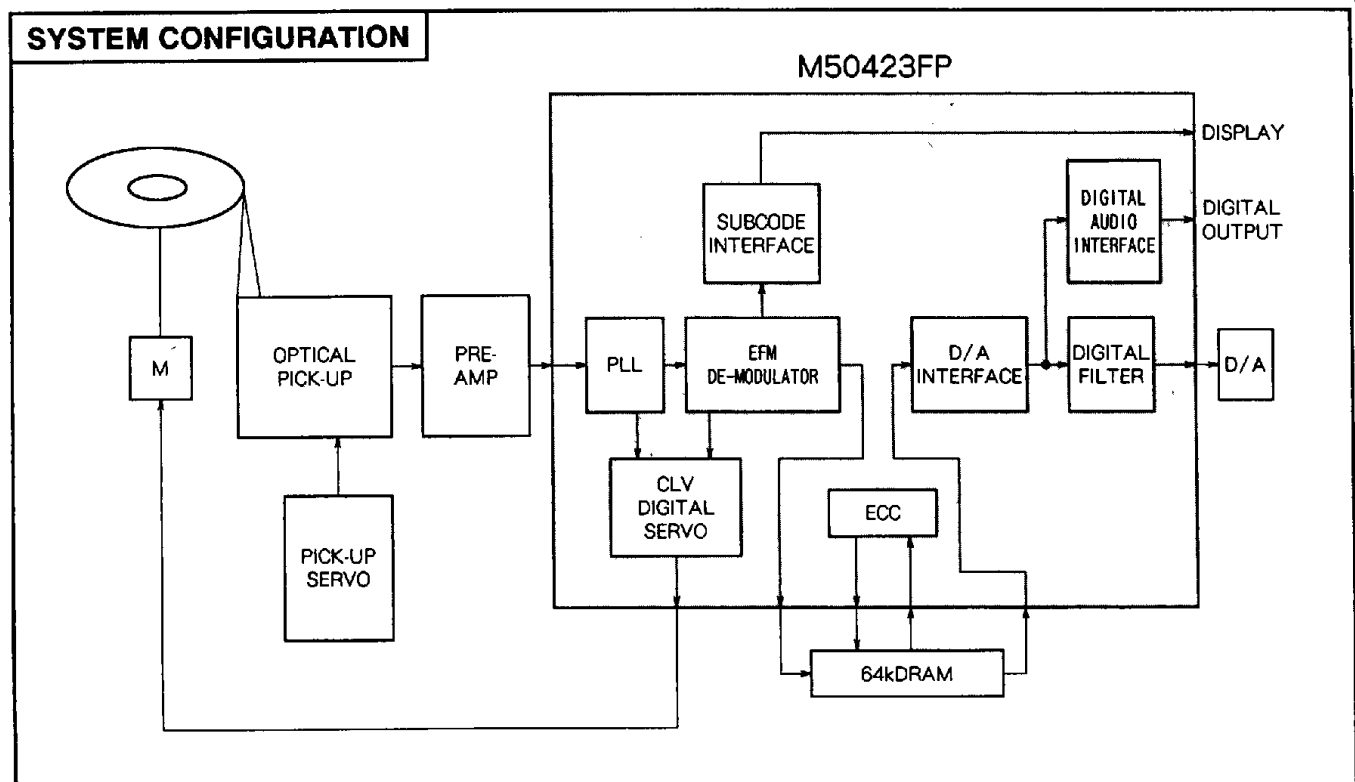 SYSTEM CONFIGURATION
M50423FP
DISPLAY
SUBCODE
INTERFACE
DIGITAL
AUDIO
INTERFACE
DIGITAL
OUTPUT
M
OPTICAL
PICK-UP
PRE-
AMP
PLL
EFM
DE-MODULATOR
D/A
INTERFACE
DIGITAL
FILTER
D/A
CLV
DIGITAL
SERVO
ECC
PICK-UP
SERVO
64kDRAM